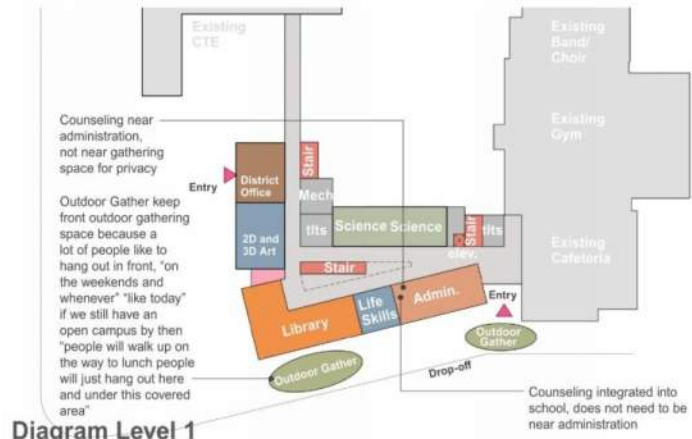 Existing
CTE
Existing
Band/
Choir
Existing
Gym
Existing
Cafeteria
Counseling near
administration,
not near gathering
space for privacy
Entry
District
Office
Stair
Mech
2D and
3D Art
tlts
Science Science
elev.
Stair
tlts
Stair
Library
Life
Skills
Admin.
Entry
Outdoor
Gather
Outdoor Gather
Drop-off
Outdoor Gather keep
front outdoor gathering
space because a
lot of people like to
hang out in front, "on
the weekends and
whenever" "like today"
if we still have an
open campus by then
"people will walk up on
the way to lunch people
will just hang out here
and under this covered
area"
Counseling integrated into
school, does not need to be
near administration
Diagram Level 1